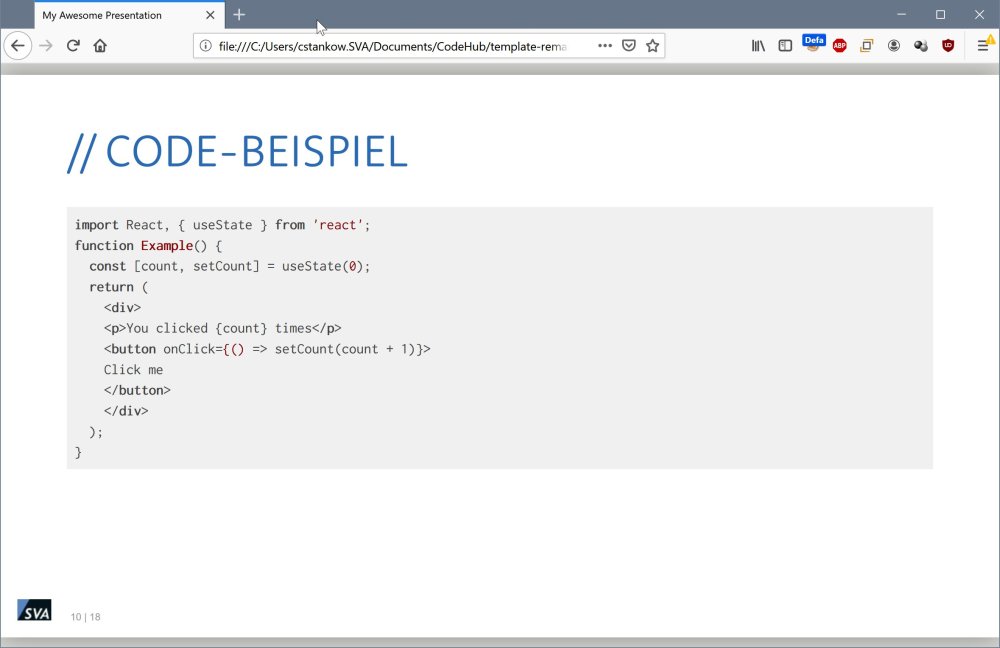 My Awesome Presentation
file:///C:/Users/cstankow.SVA/Documents/CodeHub/template-rema
Defa
ABP
// CODE-BEISPIEL
import React, { useState } from 'react';
function Example() {
  const [count, setCount] = useState(0);
  return (
    <div>
    <p>You clicked {count} times</p>
    <button onClick={() => setCount(count + 1)}>
    Click me
    </button>
    </div>
  );
}
SVA
10 | 18